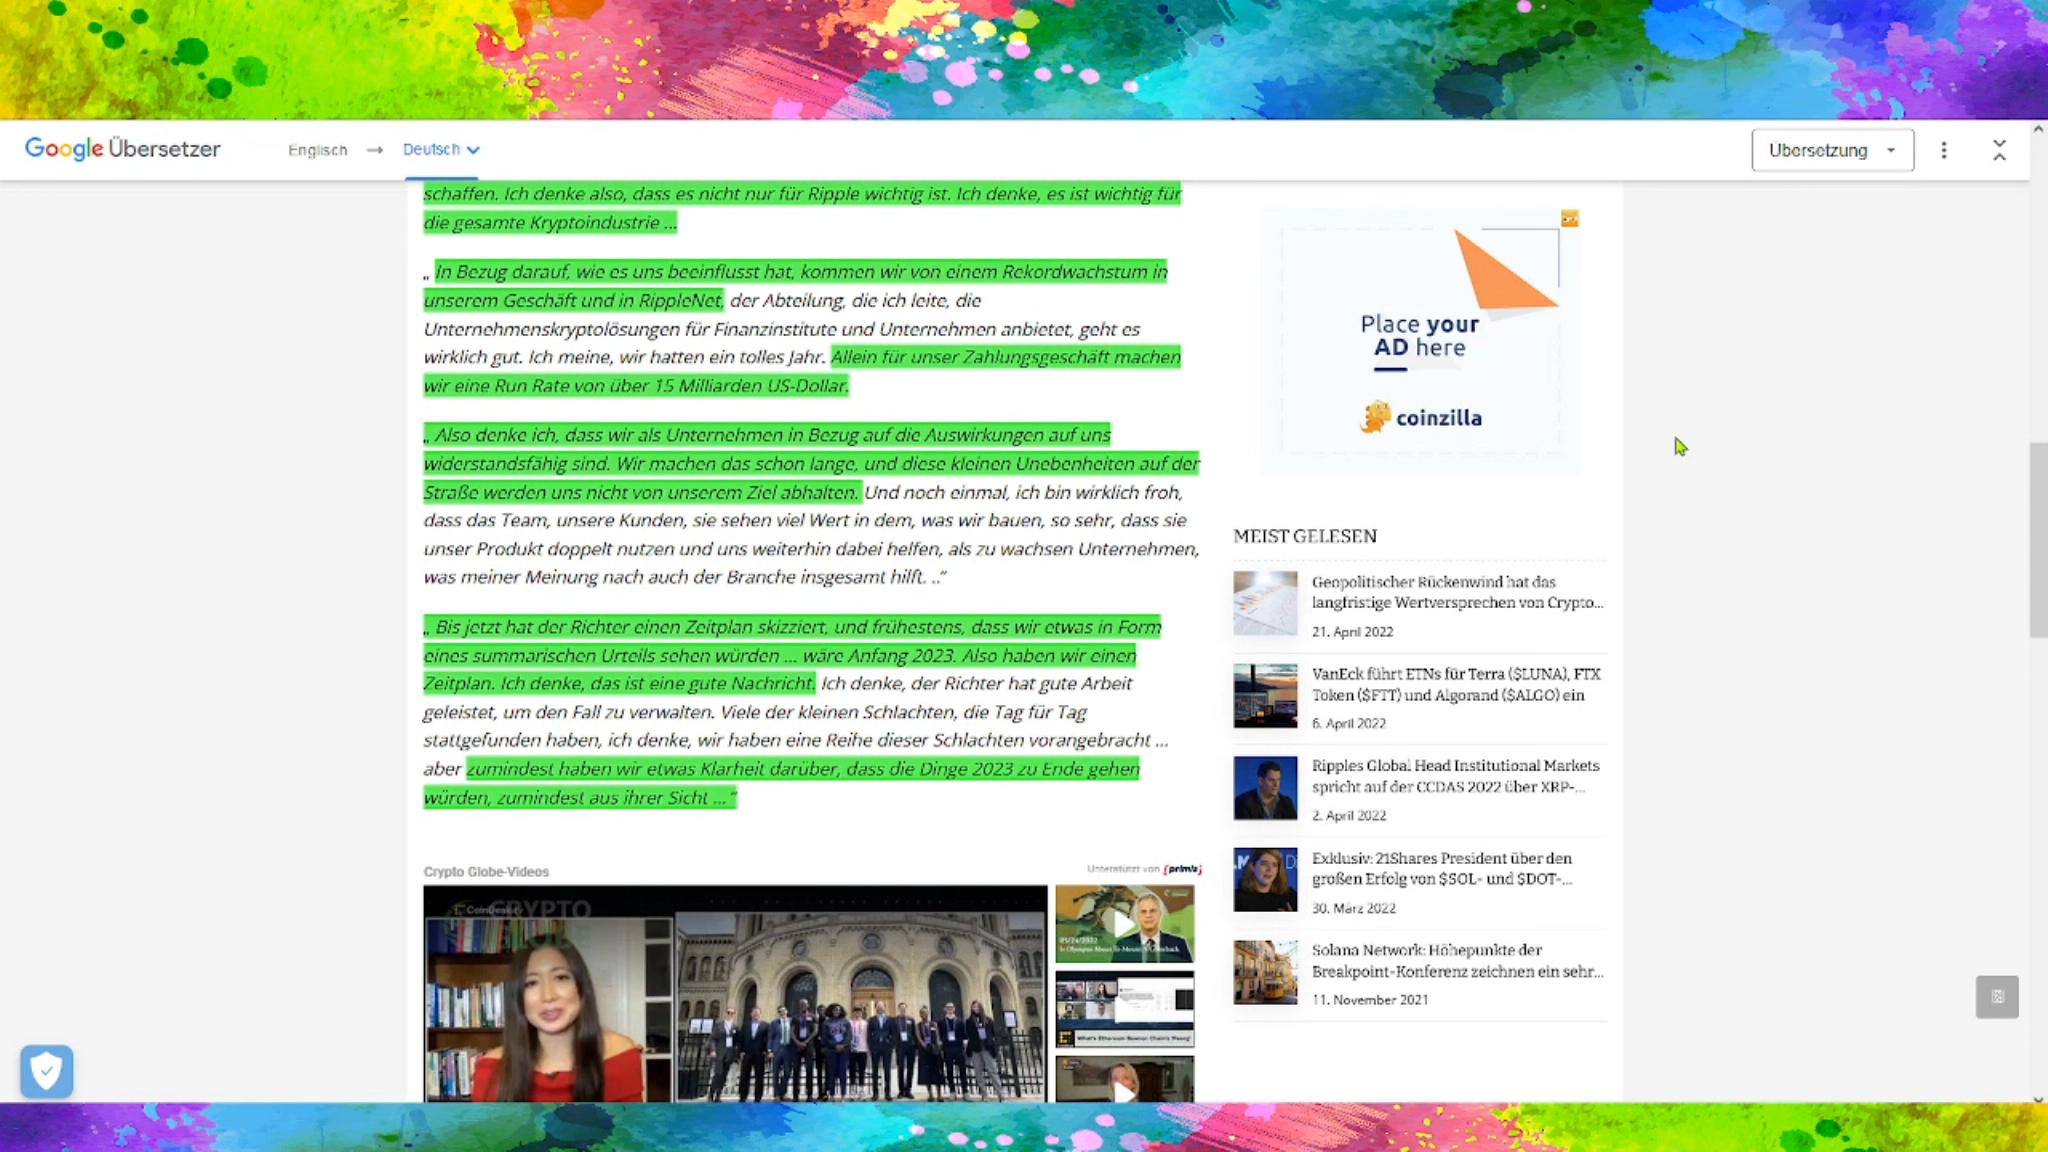 Google Übersetzer
Englisch → Deutsch
Übersetzung
schaffen. Ich denke also, dass es nicht nur für Ripple wichtig ist. Ich denke, es ist wichtig für
die gesamte Kryptoindustrie ...
„ In Bezug darauf, wie es uns beeinflusst hat, kommen wir von einem Rekordwachstum in
unserem Geschäft und in RippleNet, der Abteilung, die ich leite, die
Unternehmenskryptolösungen für Finanzinstitute und Unternehmen anbietet, geht es
wirklich gut. Ich meine, wir hatten ein tolles Jahr. Allein für unser Zahlungsgeschäft machen
wir eine Run Rate von über 15 Milliarden US-Dollar.
„ Also denke ich, dass wir als Unternehmen in Bezug auf die Auswirkungen auf uns
widerstandsfähig sind. Wir machen das schon lange, und diese kleinen Unebenheiten auf der
Straße werden uns nicht von unserem Ziel abhalten. Und noch einmal, ich bin wirklich froh,
dass das Team, unsere Kunden, sie sehen viel Wert in dem, was wir bauen, so sehr, dass sie
unser Produkt doppelt nutzen und uns weiterhin dabei helfen, als zu wachsen Unternehmen,
was meiner Meinung nach auch der Branche insgesamt hilft. ..“
„ Bis jetzt hat der Richter einen Zeitplan skizziert, und frühestens, dass wir etwas in Form
eines summarischen Urteils sehen würden ... wäre Anfang 2023. Also haben wir einen
Zeitplan. Ich denke, das ist eine gute Nachricht. Ich denke, der Richter hat gute Arbeit
geleistet, um den Fall zu verwalten. Viele der kleinen Schlachten, die Tag für Tag
stattgefunden haben, ich denke, wir haben eine Reihe dieser Schlachten vorangebracht ...
aber zumindest haben wir etwas Klarheit darüber, dass die Dinge 2023 zu Ende gehen
würden, zumindest aus ihrer Sicht ... “
Crypto Globe-Videos
Unterstützt von [primis]
CoinDesk
CRYPTO
GLOBE
05/24/2022
What's Ethereum Beacon Chain's 'Reorg'
Place your
AD here
coinzilla
MEIST GELESEN
Geopolitischer Rückenwind hat das
langfristige Wertversprechen von Crypto...
21. April 2022
VanEck führt ETNs für Terra ($LUNA), FTX
Token ($FTT) und Algorand ($ALGO) ein
6. April 2022
Ripples Global Head Institutional Markets
spricht auf der CCDAS 2022 über XRP-...
2. April 2022
Exklusiv: 21Shares President über den
großen Erfolg von $SOL- und $DOT-...
30. März 2022
Solana Network: Höhepunkte der
Breakpoint-Konferenz zeichnen ein sehr...
11. November 2021